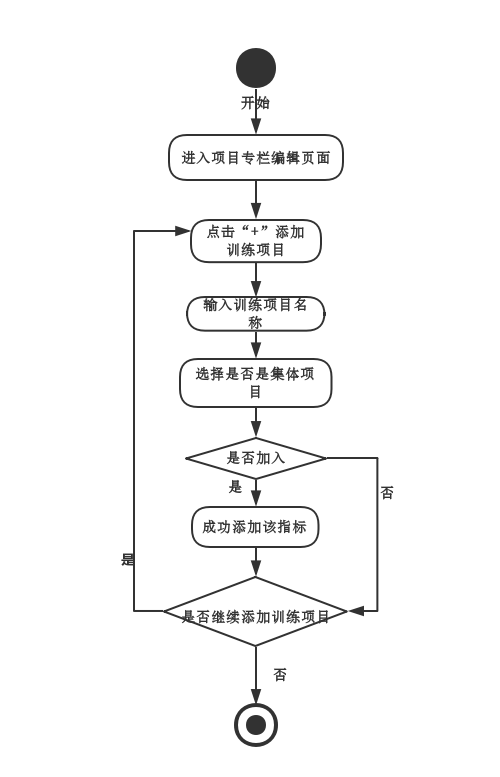 开始
进入项目专栏编辑页面
点击“+”添加
训练项目
输入训练项目名
称
选择是否是集体项
目
是否加入
是
否
成功添加该指标
是
是否继续添加训练项目
否